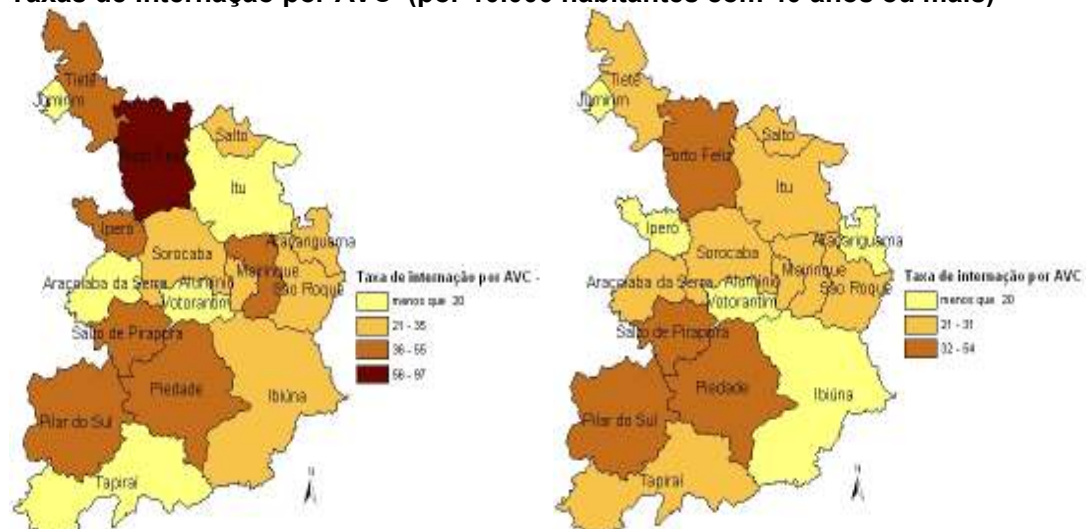 Taxas de internação por AVC (por 10.000 habitantes com 40 anos ou mais)
Tietê
Jumirim
Porto Feliz
Salto
Itu
Iperó
Araçariguama
Sorocaba
Mairinque
Araçoiaba da Serra
Alumínio
São Roque
Votorantim
Salto de Pirapora
Piedade
Ibiúna
Pilar do Sul
Tapiraí
N
Taxa de internação por AVC -
menos que 20
21 - 35
36 - 55
56 - 97
Tietê
Jumirim
Salto
Porto Feliz
Itu
Iperó
Araçariguama
Sorocaba
Mairinque
Araçoiaba da Serra
Alumínio
São Roque
Votorantim
Salto de Pirapora
Piedade
Ibiúna
Pilar do Sul
Tapiraí
N
Taxa de internação por AVC
menos que 20
21 - 31
32 - 54